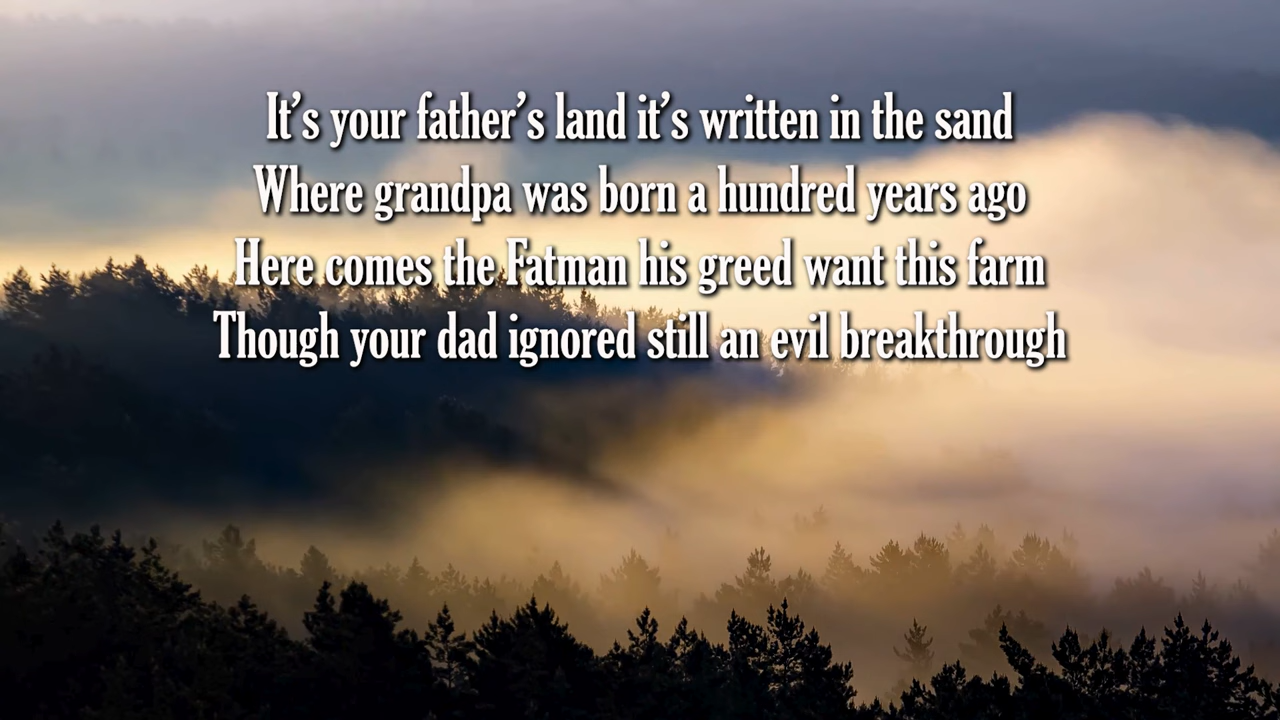 It’s your father’s land it’s written in the sand
Where grandpa was born a hundred years ago
Here comes the Fatman his greed want this farm
Though your dad ignored still an evil breakthrough